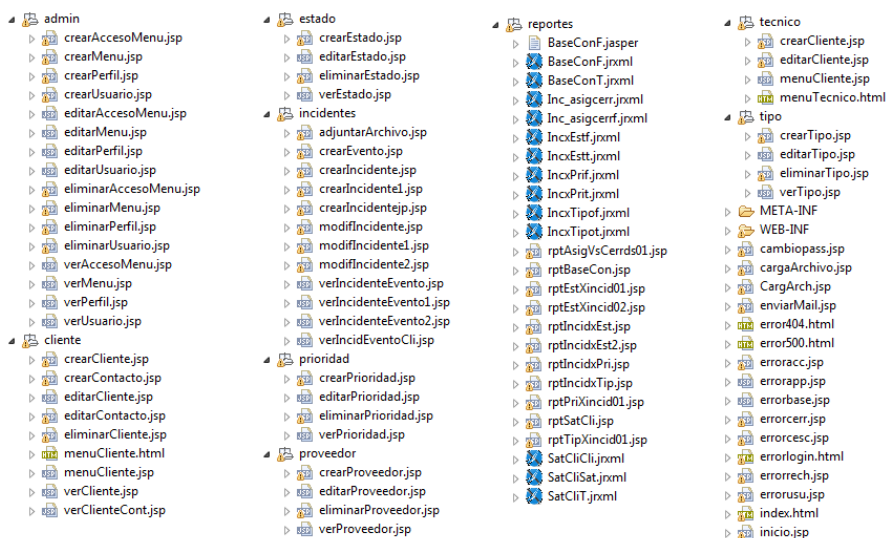 admin
crearAccesoMenu.jsp
crearMenu.jsp
crearPerfil.jsp
crearUsuario.jsp
editarAccesoMenu.jsp
editarMenu.jsp
editarPerfil.jsp
editarUsuario.jsp
eliminarAccesoMenu.jsp
eliminarMenu.jsp
eliminarPerfil.jsp
eliminarUsuario.jsp
verAccesoMenu.jsp
verMenu.jsp
verPerfil.jsp
verUsuario.jsp
cliente
crearCliente.jsp
crearContacto.jsp
editarCliente.jsp
editarContacto.jsp
eliminarCliente.jsp
menuCliente.html
menuCliente.jsp
verCliente.jsp
verClienteCont.jsp
estado
crearEstado.jsp
editarEstado.jsp
eliminarEstado.jsp
verEstado.jsp
incidentes
adjuntarArchivo.jsp
crearEvento.jsp
crearIncidente.jsp
crearIncidente1.jsp
crearIncidentejp.jsp
modifIncidente.jsp
modifIncidente1.jsp
modifIncidente2.jsp
verIncidenteEvento.jsp
verIncidenteEvento1.jsp
verIncidenteEvento2.jsp
verIncidEventoCli.jsp
prioridad
crearPrioridad.jsp
editarPrioridad.jsp
eliminarPrioridad.jsp
verPrioridad.jsp
proveedor
crearProveedor.jsp
editarProveedor.jsp
eliminarProveedor.jsp
verProveedor.jsp
reportes
BaseConF.jasper
BaseConF.jrxml
BaseConT.jrxml
Inc_asigcerr.jrxml
Inc_asigcerrf.jrxml
IncxEstf.jrxml
IncxEstt.jrxml
IncxPrif.jrxml
IncxPrit.jrxml
IncxTipof.jrxml
IncxTipot.jrxml
rptAsigVsCerrds01.jsp
rptBaseCon.jsp
rptEstXincid01.jsp
rptEstXincid02.jsp
rptIncidxEst.jsp
rptIncidxEst2.jsp
rptIncidxPri.jsp
rptIncidxTip.jsp
rptPriXincid01.jsp
rptSatCli.jsp
rptTipXincid01.jsp
SatCliCli.jrxml
SatCliSat.jrxml
SatCliT.jrxml
tecnico
crearCliente.jsp
editarCliente.jsp
menuCliente.jsp
menuTecnico.html
tipo
crearTipo.jsp
editarTipo.jsp
eliminarTipo.jsp
verTipo.jsp
META-INF
WEB-INF
cambiopass.jsp
cargaArchivo.jsp
CargArch.jsp
enviarMail.jsp
error404.html
error500.html
erroracc.jsp
errorapp.jsp
errorbase.jsp
errorcerr.jsp
errorcesc.jsp
errorlogin.html
errorrech.jsp
errorusu.jsp
index.html
inicio.jsp